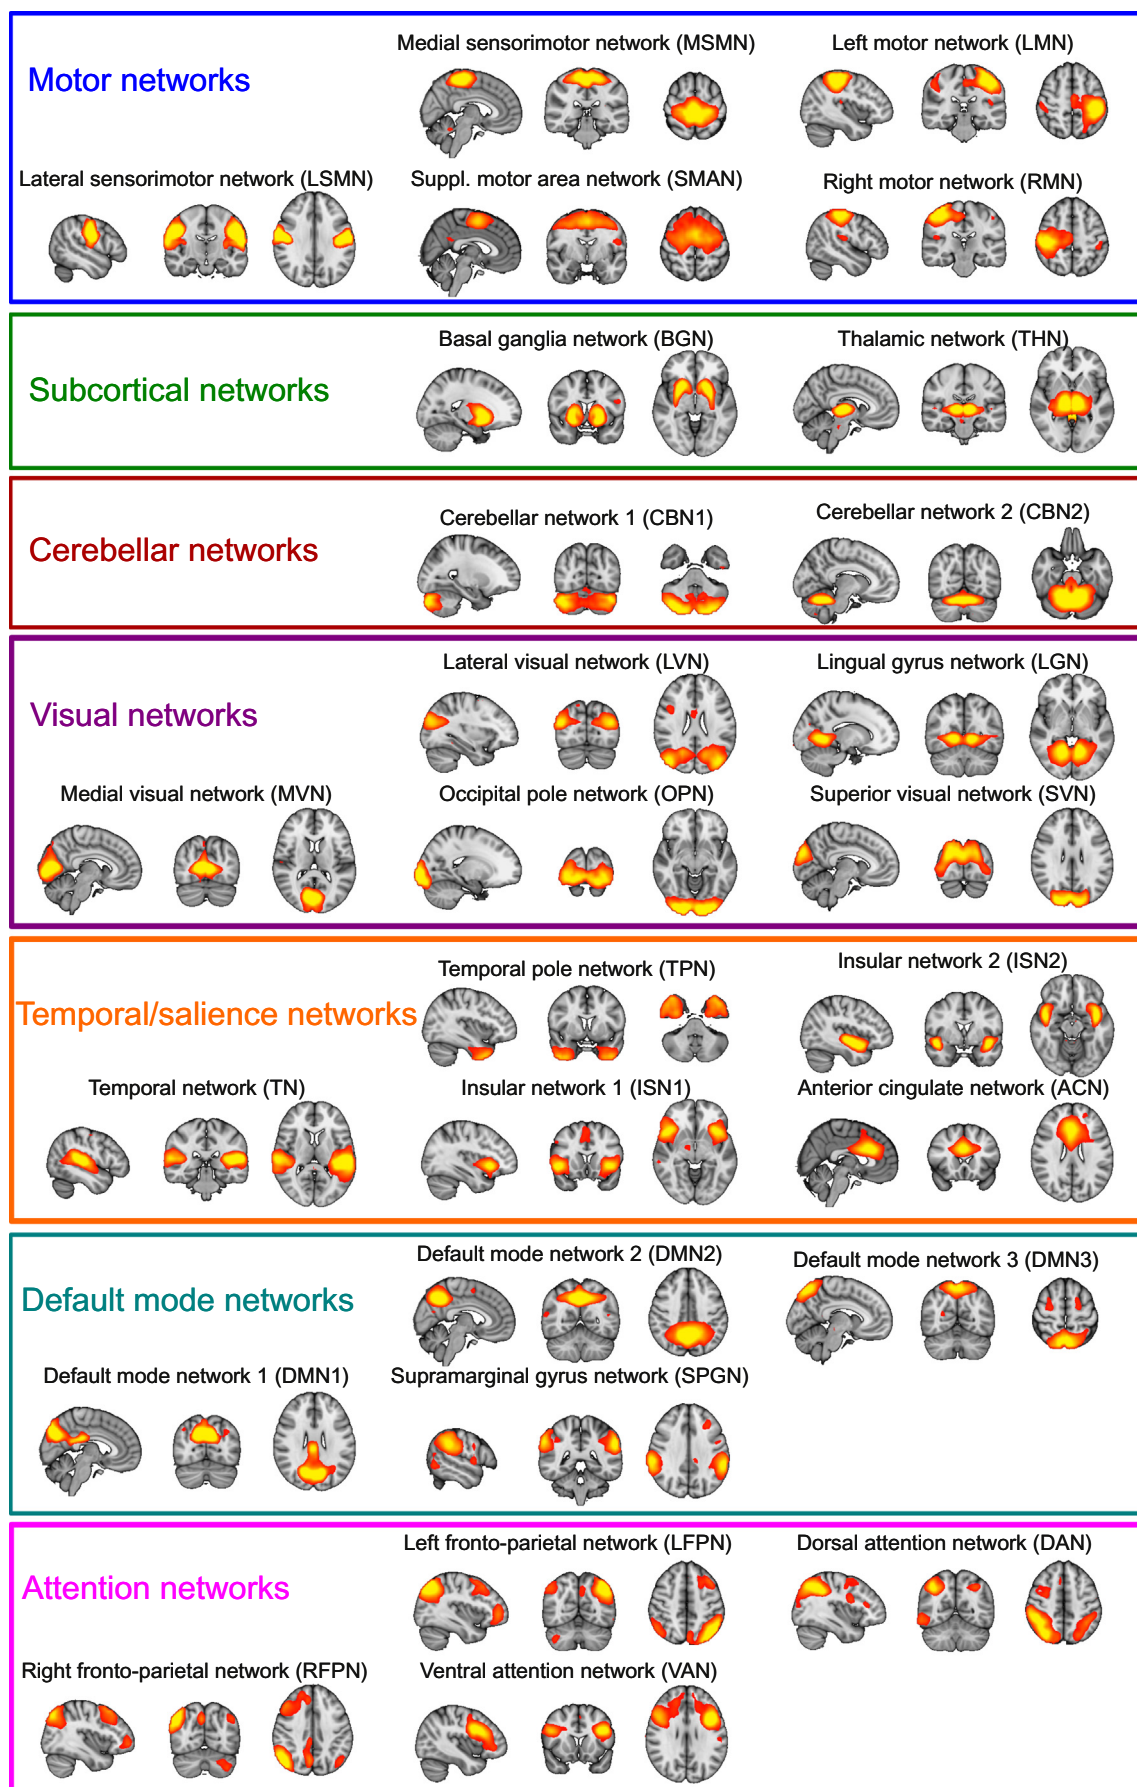 Motor networks
Medial sensorimotor network (MSMN)
Left motor network (LMN)
Lateral sensorimotor network (LSMN)
Suppl. motor area network (SMAN)
Right motor network (RMN)
Subcortical networks
Basal ganglia network (BGN)
Thalamic network (THN)
Cerebellar networks
Cerebellar network 1 (CBN1)
Cerebellar network 2 (CBN2)
Visual networks
Lateral visual network (LVN)
Lingual gyrus network (LGN)
Medial visual network (MVN)
Occipital pole network (OPN)
Superior visual network (SVN)
Temporal/salience networks
Temporal pole network (TPN)
Insular network 2 (ISN2)
Temporal network (TN)
Insular network 1 (ISN1)
Anterior cingulate network (ACN)
Default mode networks
Default mode network 2 (DMN2)
Default mode network 3 (DMN3)
Default mode network 1 (DMN1)
Supramarginal gyrus network (SPGN)
Attention networks
Left fronto-parietal network (LFPN)
Dorsal attention network (DAN)
Right fronto-parietal network (RFPN)
Ventral attention network (VAN)